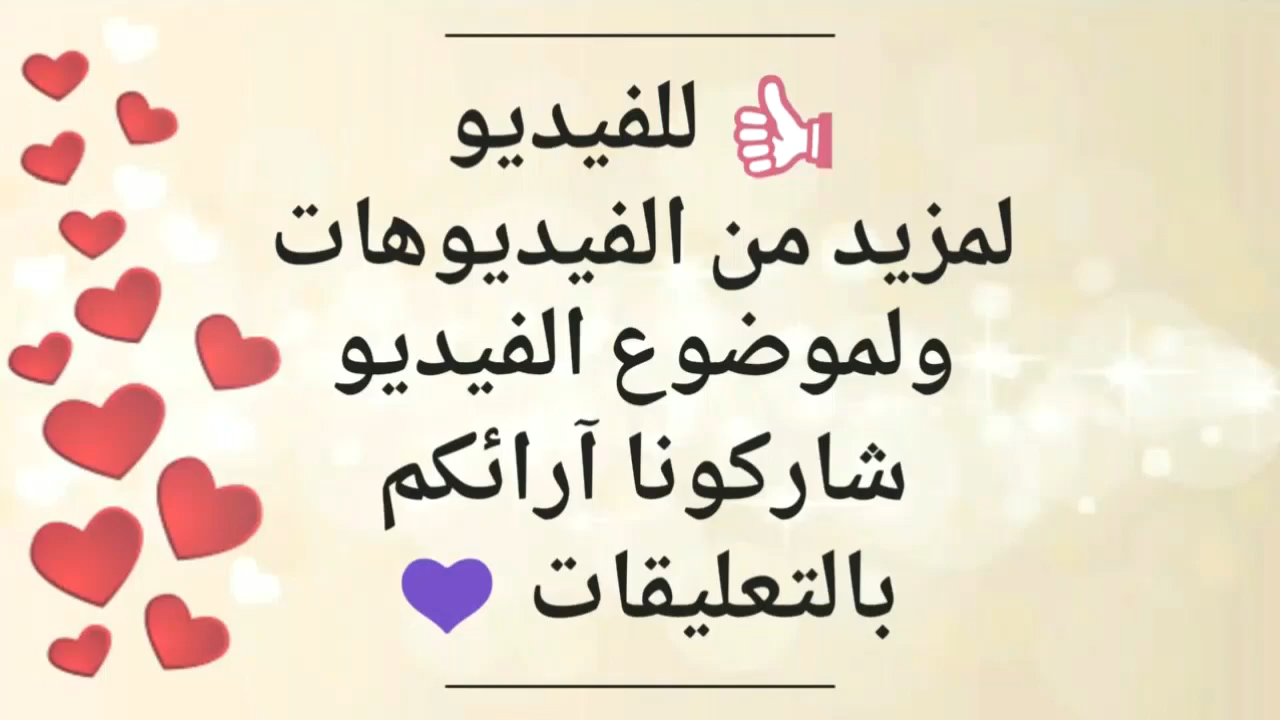 👍 للفيديو
لمزيد من الفيديوهات
ولموضوع الفيديو
شاركونا آرائكم
بالتعليقات 💜